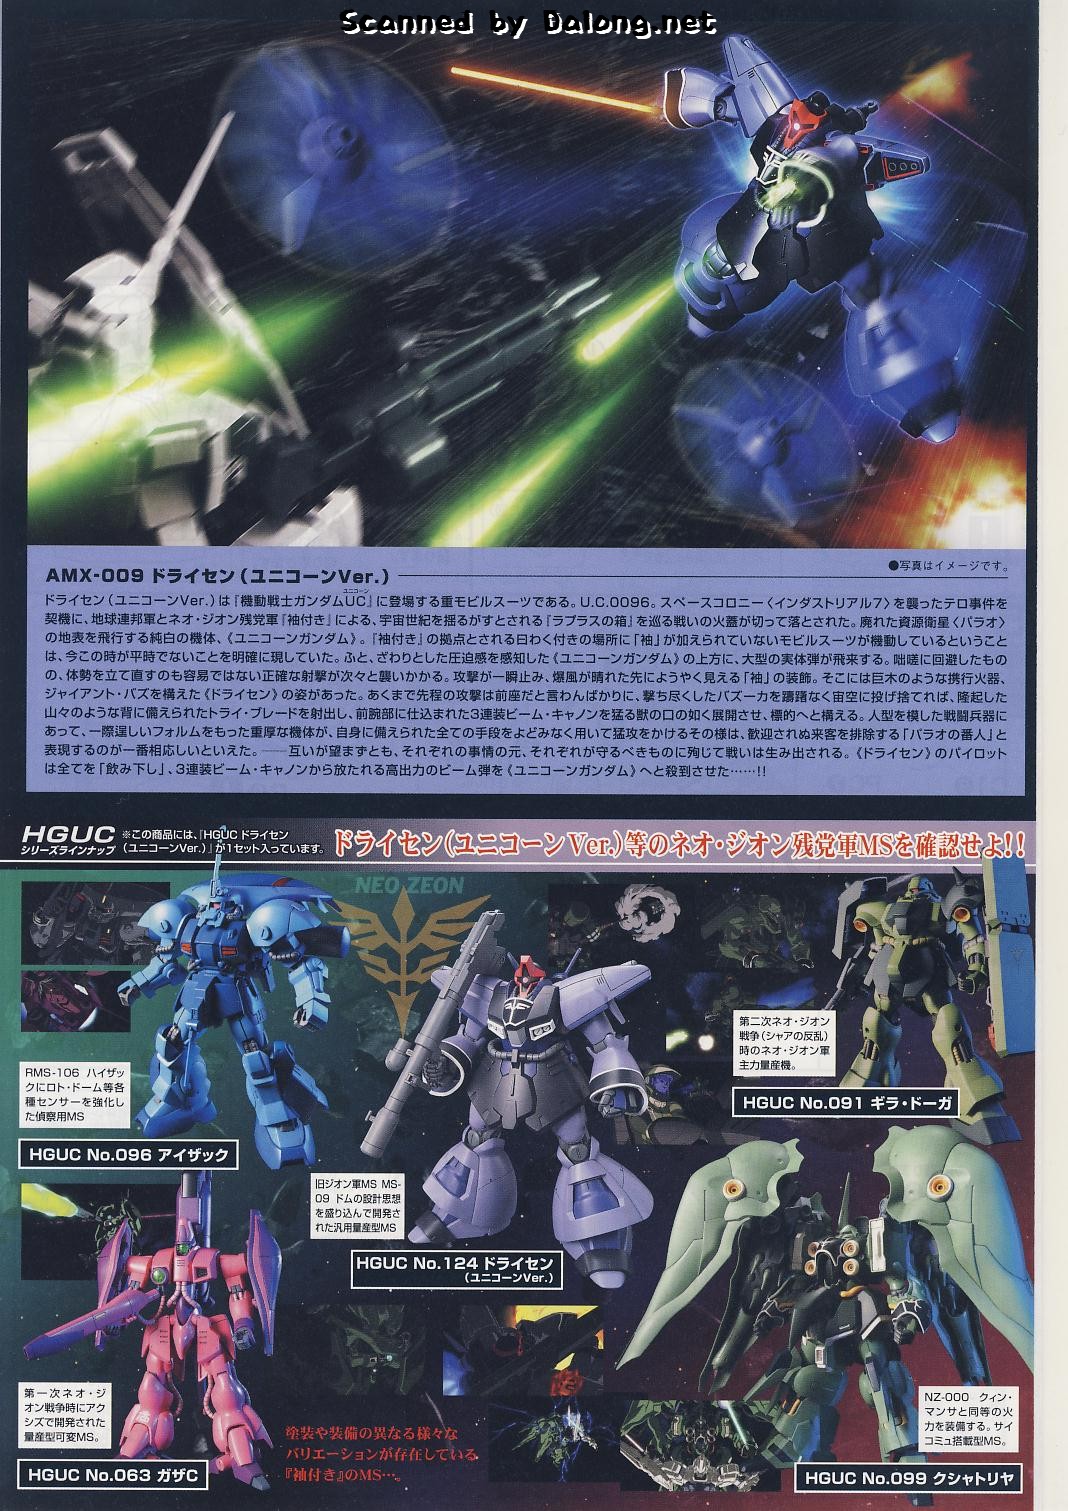 Scanned by Dalong.net
AMX-009 ドライセン(ユニコーンVer.)
●写真はイメージです。
ドライセン(ユニコーンVer.)は『機動戦士ガンダムUC』に登場する重モビルスーツである。U.C.0096。スペースコロニー〈インダストリアル7〉を襲ったテロ事件を
ユニコーン
契機に、地球連邦軍とネオ・ジオン残党軍『袖付き』による、宇宙世紀を揺るがすとされる『ラプラスの箱』を巡る戦いの火蓋が切って落とされた。廃れた資源衛星〈パラオ〉
の地表を飛行する純白の機体、《ユニコーンガンダム》。『袖付き』の拠点とされる曰わく付きの場所に「袖」が加えられていないモビルスーツが機動しているということ
は、今この時が平時でないことを明確に現していた。ふと、ざわりとした圧迫感を感知した《ユニコーンガンダム》の上方に、大型の実体弾が飛来する。咄嗟に回避したもの
の、体勢を立て直すのも容易ではない正確な射撃が次々と襲いかかる。攻撃が一瞬止み、爆風が晴れた先にようやく見える「袖」の装飾。そこには巨木のような携行火器、
ジャイアント・バズを構えた《ドライセン》の姿があった。あくまで先程の攻撃は前座だと言わんばかりに、撃ち尽くしたバズーカを躊躇なく宙空に投げ捨てれば、隆起した
山々のような背に備えられたトライ・ブレードを射出し、前腕部に仕込まれた3連装ビーム・キャノンを猛る獣の口の如く展開させ、標的へと構える。人型を模した戦闘兵器に
あって、一際逞しいフォルムをもった重厚な機体が、自身に備えられた全ての手段をよどみなく用いて猛攻をかけるその様は、歓迎されぬ来客を排除する「パラオの番人」と
表現するのが一番相応しいといえた。――互いが望まずとも、それぞれの事情の元、それぞれが守るべきものに殉じて戦いは生み出される。《ドライセン》のパイロット
は全てを「飲み下し」、3連装ビーム・キャノンから放たれる高出力のビーム弾を《ユニコーンガンダム》へと殺到させた……!!
HGUC
シリーズラインナップ
※この商品には、『HGUC ドライセン
(ユニコーンVer.)』が1セット入っています。
ドライセン(ユニコーンVer.)等のネオ・ジオン残党軍MSを確認せよ!!
NEO ZEON
RMS-106 ハイザッ
クにロト・ドーム等各
種センサーを強化し
た偵察用MS
HGUC No.096 アイザック
第二次ネオ・ジオン
戦争(シャアの反乱)
時のネオ・ジオン軍
主力量産機。
HGUC No.091 ギラ・ドーガ
旧ジオン軍MS MS-
09 ドムの設計思想
を盛り込んで開発さ
れた汎用量産型MS
HGUC No.124 ドライセン
(ユニコーンVer.)
第一次ネオ・ジ
オン戦争時にアク
シズで開発された
量産型可変MS。
HGUC No.063 ガザC
塗装や装備の異なる様々な
バリエーションが存在している
『袖付き』のMS…。
NZ-000 クィン・
マンサと同等の火
力を装備する。サイ
コミュ搭載型MS。
HGUC No.099 クシャトリヤ